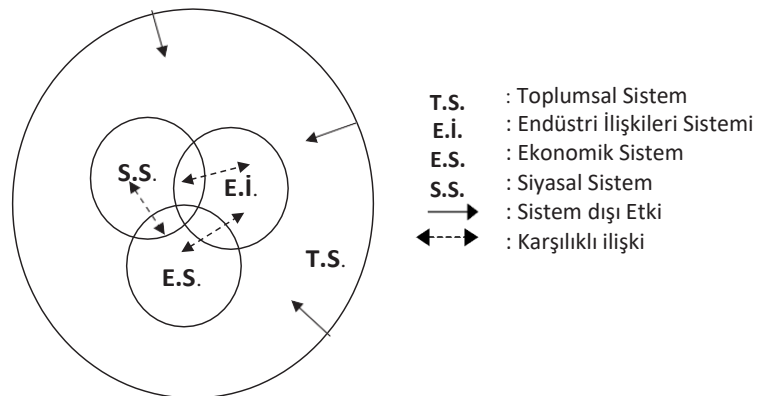 S.S.
E.İ.
E.S.
T.S.
T.S. : Toplumsal Sistem
E.İ. : Endüstri İlişkileri Sistemi
E.S. : Ekonomik Sistem
S.S. : Siyasal Sistem
: Sistem dışı Etki
: Karşılıklı ilişki